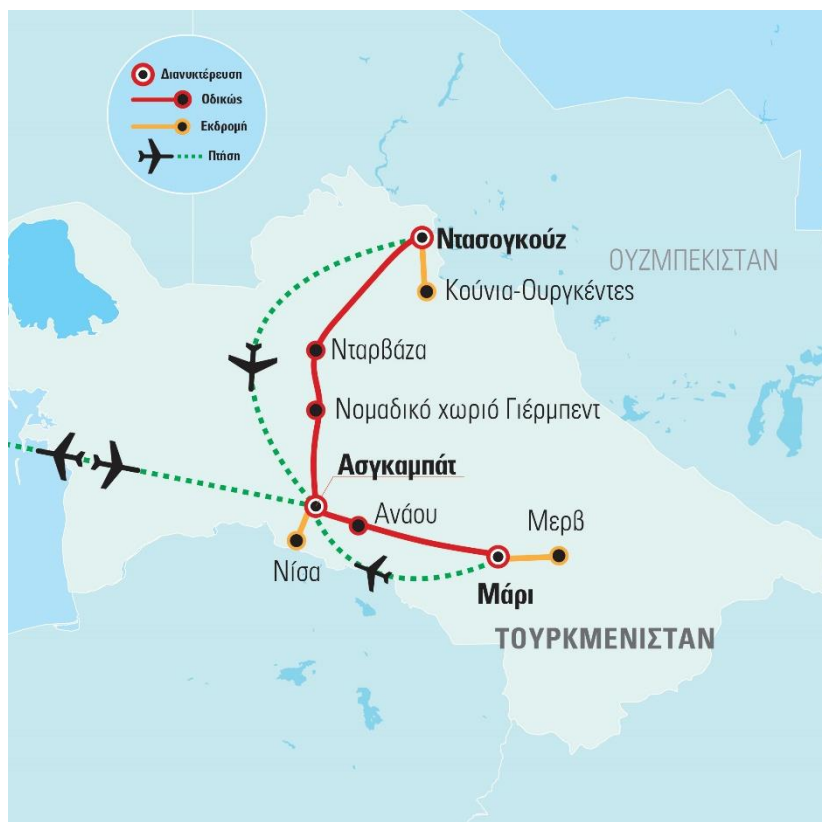 Διανυκτέρευση
Οδικώς
Εκδρομή
Πτήση
Ντασογκούζ
ΟΥΖΜΠΕΚΙΣΤΑΝ
Κούνια-Ουργκέντες
Νταρβάζα
Νομαδικό χωριό Γιέρμπεντ
Ασγκαμπάτ
Ανάου
Μερβ
Νίσα
Μάρι
ΤΟΥΡΚΜΕΝΙΣΤΑΝ